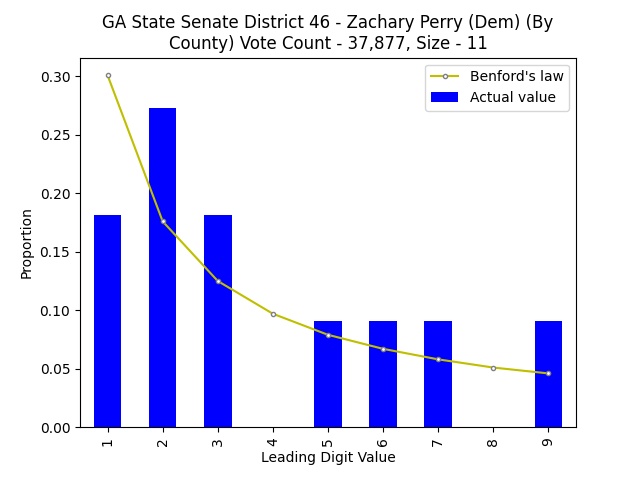 GA State Senate District 46 - Zachary Perry (Dem) (By
County) Vote Count - 37,877, Size - 11
Benford's law
Actual value
0.30
0.25
0.20
0.15
0.10
0.05
0.00
Proportion
1 2 3 4 5 6 7 8 9
Leading Digit Value